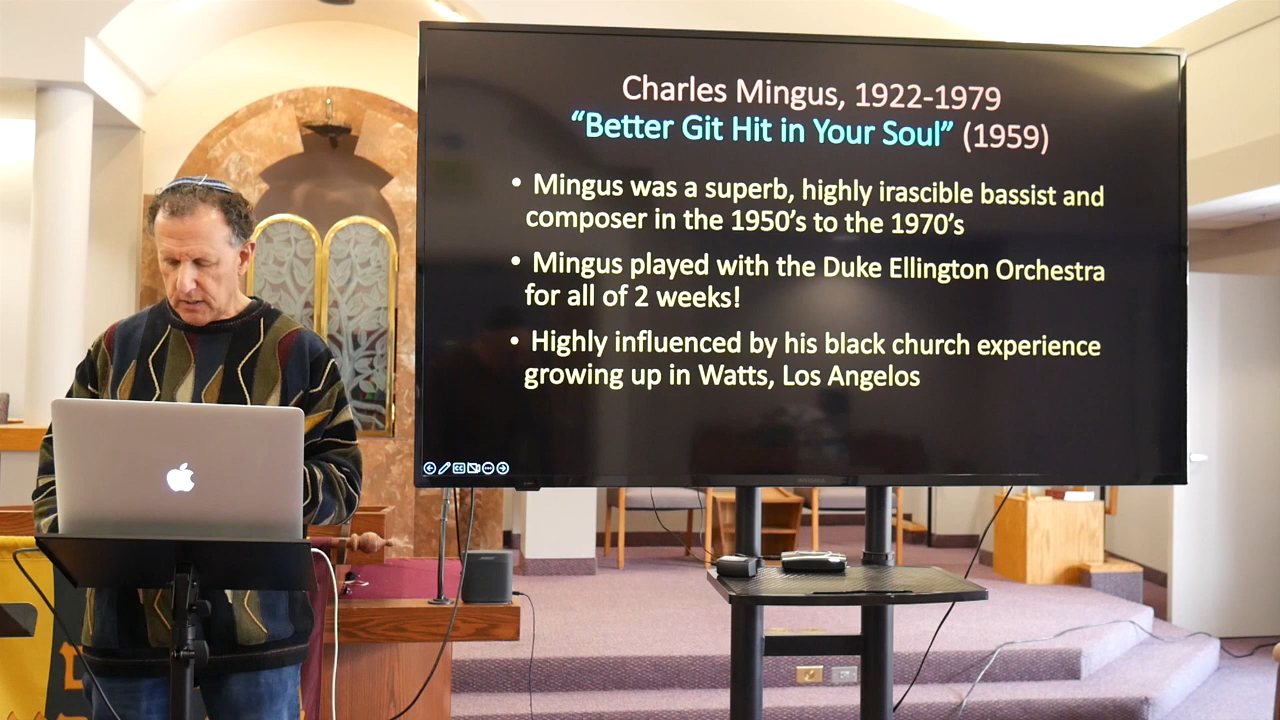 Charles Mingus, 1922-1979
“Better Git Hit in Your Soul” (1959)
• Mingus was a superb, highly irascible bassist and
composer in the 1950’s to the 1970’s
• Mingus played with the Duke Ellington Orchestra
for all of 2 weeks!
• Highly influenced by his black church experience
growing up in Watts, Los Angelos
CC